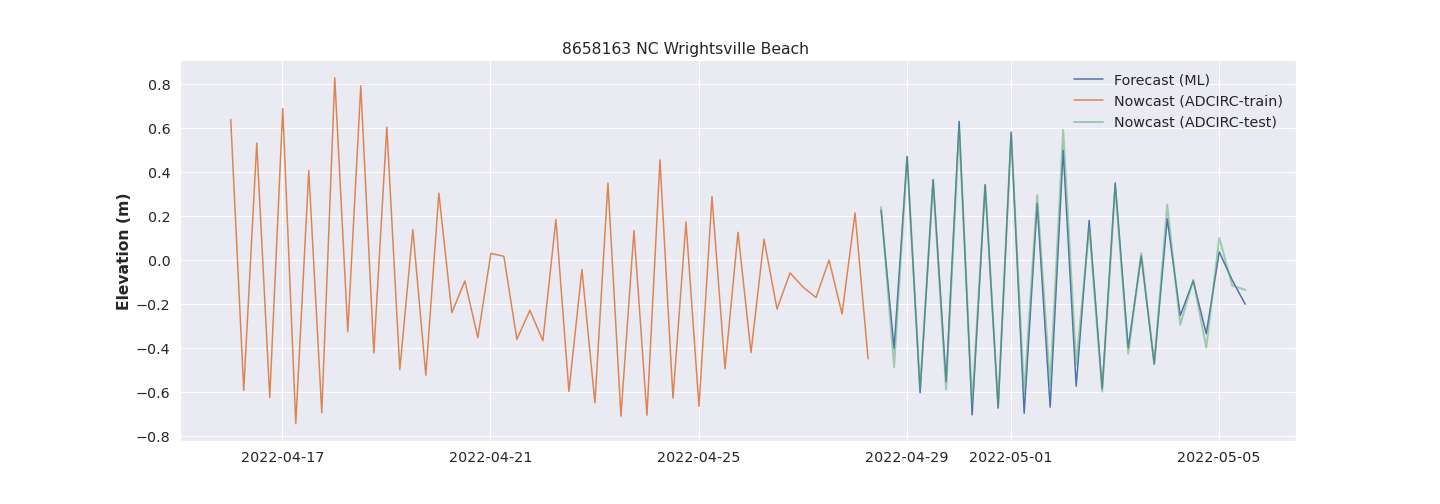 8658163 NC Wrightsville Beach
Forecast (ML)
Nowcast (ADCIRC-train)
Nowcast (ADCIRC-test)
Elevation (m)
0.8
0.6
0.4
0.2
0.0
−0.2
−0.4
−0.6
−0.8
2022-04-17 2022-04-21 2022-04-25 2022-04-29 2022-05-01 2022-05-05